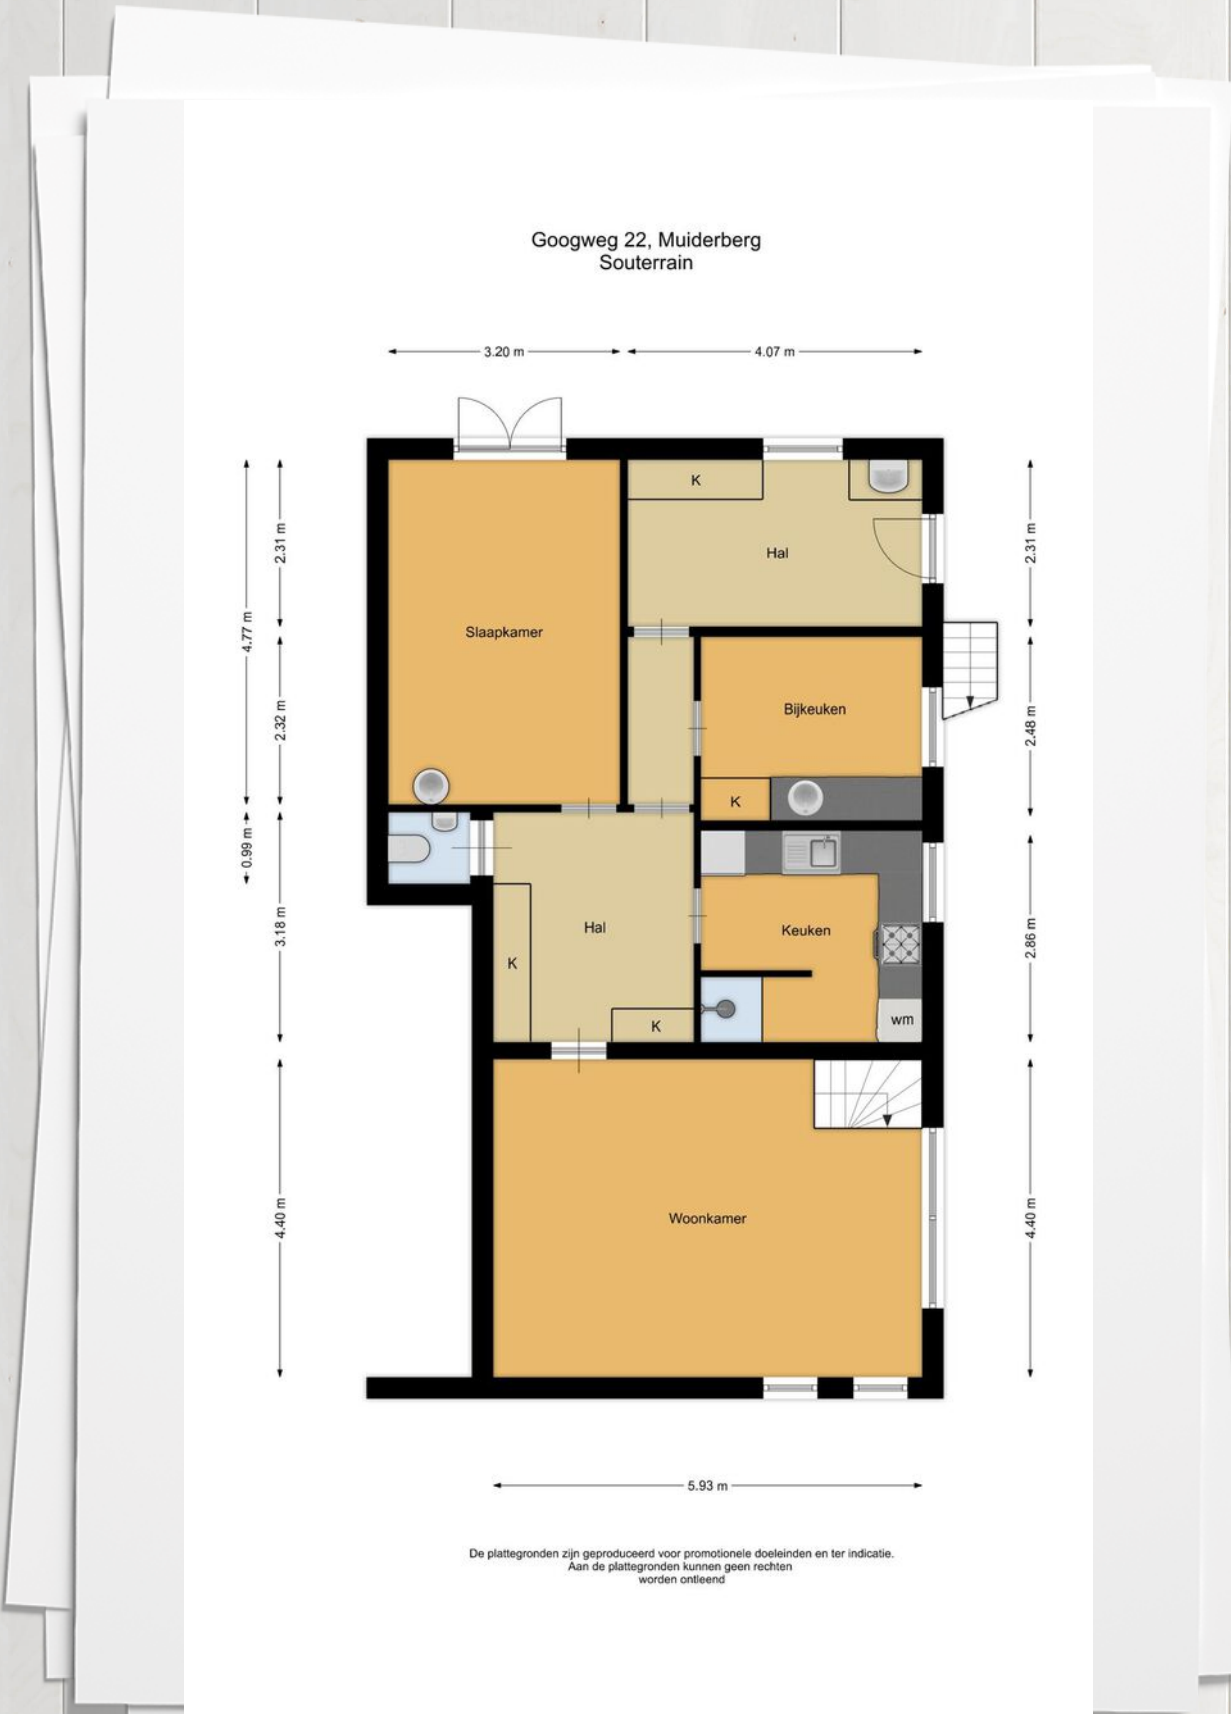 Googweg 22, Muiderberg
Souterrain
3.20 m
4.07 m
4.77 m
2.31 m
2.32 m
0.99 m
3.18 m
4.40 m
K
Hal
Slaapkamer
Bijkeuken
K
Hal
Keuken
K
K
wm
Woonkamer
2.31 m
2.48 m
2.86 m
4.40 m
5.93 m
De plattegronden zijn geproduceerd voor promotionele doeleinden en ter indicatie.
Aan de plattegronden kunnen geen rechten
worden ontleend